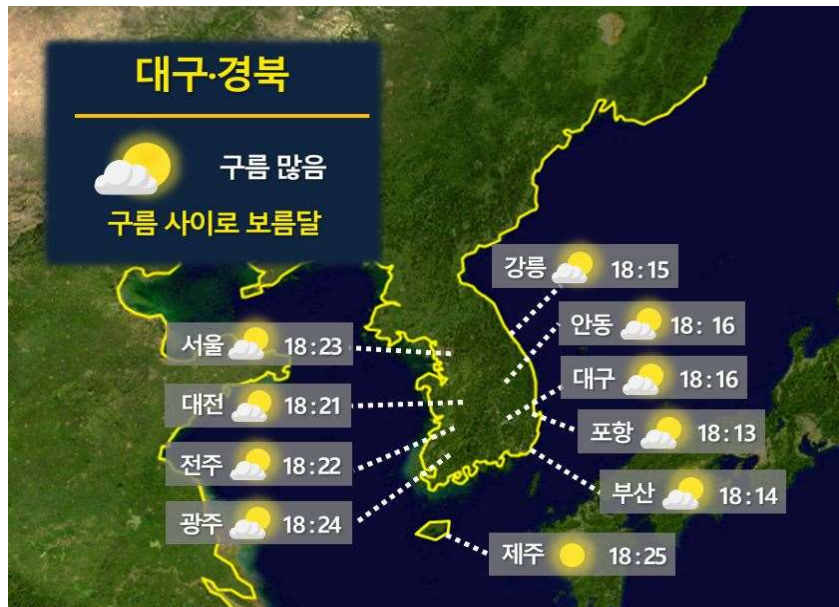 대구·경북
구름 많음
구름 사이로 보름달
강릉 18:15
안동 18: 16
서울 18:23
대구 18:16
대전 18:21
포항 18:13
전주 18:22
부산 18:14
광주 18:24
제주 18:25